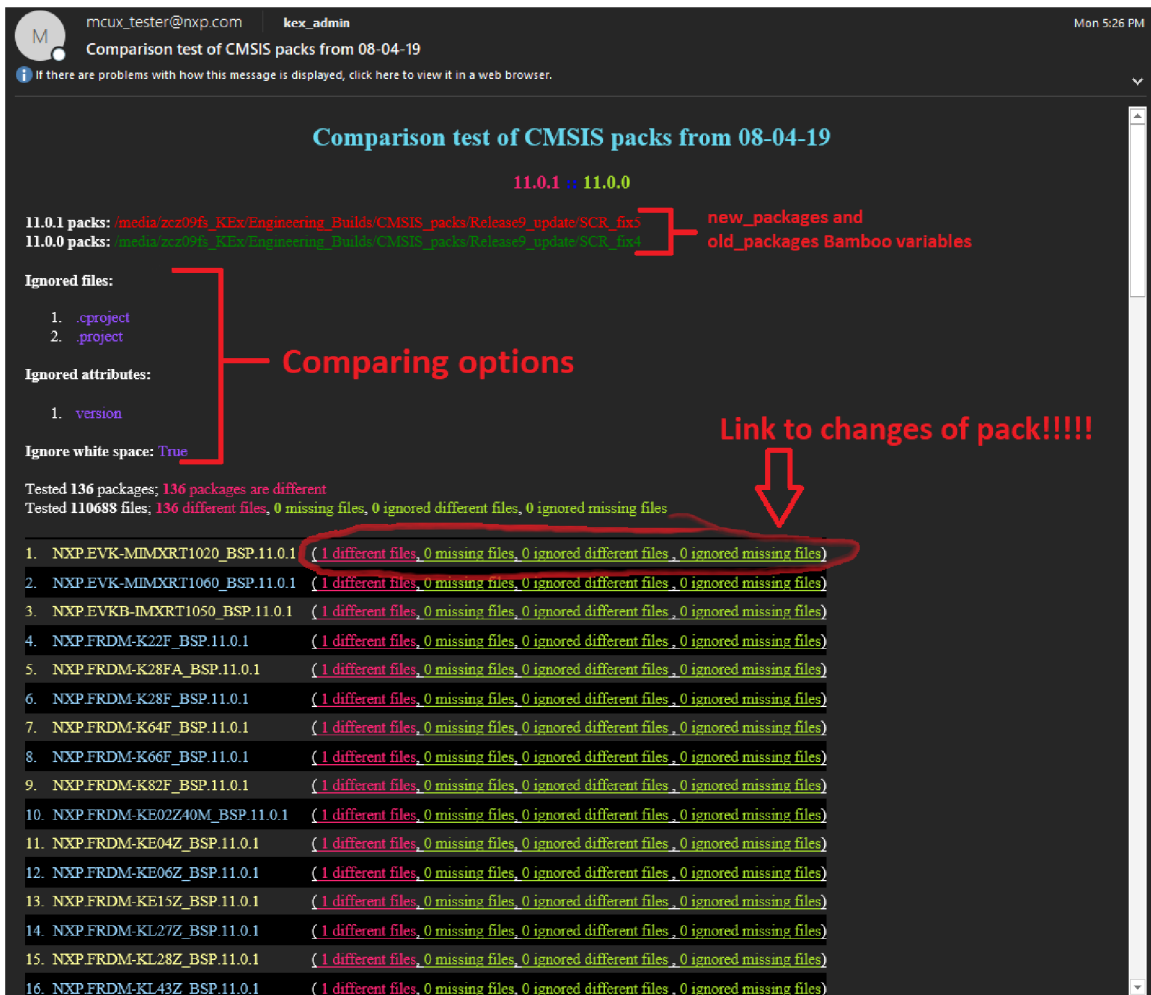 M
mcux_tester@nxp.com kex_admin Mon 5:26 PM
Comparison test of CMSIS packs from 08-04-19
If there are problems with how this message is displayed, click here to view it in a web browser.
Comparison test of CMSIS packs from 08-04-19
11.0.1 :: 11.0.0
11.0.1 packs: /media/zcz09fs_KEx/Engineering_Builds/CMSIS_packs/Release9_update/SCR_fix5
11.0.0 packs: /media/zcz09fs_KEx/Engineering_Builds/CMSIS_packs/Release9_update/SCR_fix4
new_packages and
old_packages Bamboo variables
Ignored files:
1. .cproject
2. .project
Comparing options
Ignored attributes:
1. version
Link to changes of pack!!!!!
Ignore white space: True
Tested 136 packages; 136 packages are different
Tested 110688 files; 136 different files, 0 missing files, 0 ignored different files, 0 ignored missing files
1. NXP.EVK-MIMXRT1020_BSP.11.0.1 ( 1 different files, 0 missing files, 0 ignored different files , 0 ignored missing files)
2. NXP.EVK-MIMXRT1060_BSP.11.0.1 ( 1 different files, 0 missing files, 0 ignored different files , 0 ignored missing files)
3. NXP.EVKB-IMXRT1050_BSP.11.0.1 ( 1 different files, 0 missing files, 0 ignored different files , 0 ignored missing files)
4. NXP.FRDM-K22F_BSP.11.0.1 ( 1 different files, 0 missing files, 0 ignored different files , 0 ignored missing files)
5. NXP.FRDM-K28FA_BSP.11.0.1 ( 1 different files, 0 missing files, 0 ignored different files , 0 ignored missing files)
6. NXP.FRDM-K28F_BSP.11.0.1 ( 1 different files, 0 missing files, 0 ignored different files , 0 ignored missing files)
7. NXP.FRDM-K64F_BSP.11.0.1 ( 1 different files, 0 missing files, 0 ignored different files , 0 ignored missing files)
8. NXP.FRDM-K66F_BSP.11.0.1 ( 1 different files, 0 missing files, 0 ignored different files , 0 ignored missing files)
9. NXP.FRDM-K82F_BSP.11.0.1 ( 1 different files, 0 missing files, 0 ignored different files , 0 ignored missing files)
10. NXP.FRDM-KE02Z40M_BSP.11.0.1 ( 1 different files, 0 missing files, 0 ignored different files , 0 ignored missing files)
11. NXP.FRDM-KE04Z_BSP.11.0.1 ( 1 different files, 0 missing files, 0 ignored different files , 0 ignored missing files)
12. NXP.FRDM-KE06Z_BSP.11.0.1 ( 1 different files, 0 missing files, 0 ignored different files , 0 ignored missing files)
13. NXP.FRDM-KE15Z_BSP.11.0.1 ( 1 different files, 0 missing files, 0 ignored different files , 0 ignored missing files)
14. NXP.FRDM-KL27Z_BSP.11.0.1 ( 1 different files, 0 missing files, 0 ignored different files , 0 ignored missing files)
15. NXP.FRDM-KL28Z_BSP.11.0.1 ( 1 different files, 0 missing files, 0 ignored different files , 0 ignored missing files)
16. NXP.FRDM-KL43Z_BSP.11.0.1 ( 1 different files, 0 missing files, 0 ignored different files , 0 ignored missing files)